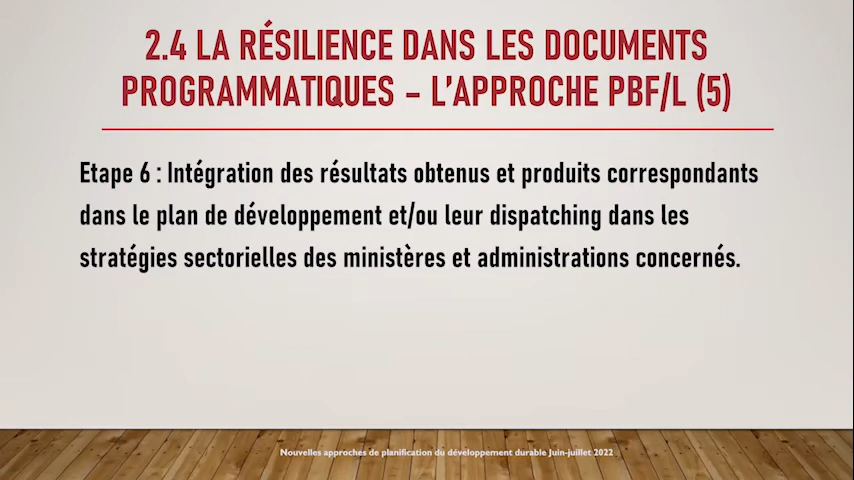 2.4 LA RÉSILIENCE DANS LES DOCUMENTS
PROGRAMMATIQUES – L'APPROCHE PBF/L (5)
Etape 6 : Intégration des résultats obtenus et produits correspondants
dans le plan de développement et/ou leur dispatching dans les
stratégies sectorielles des ministères et administrations concernés.
Nouvelles approches de planification du développement durable Juin-juillet 2022